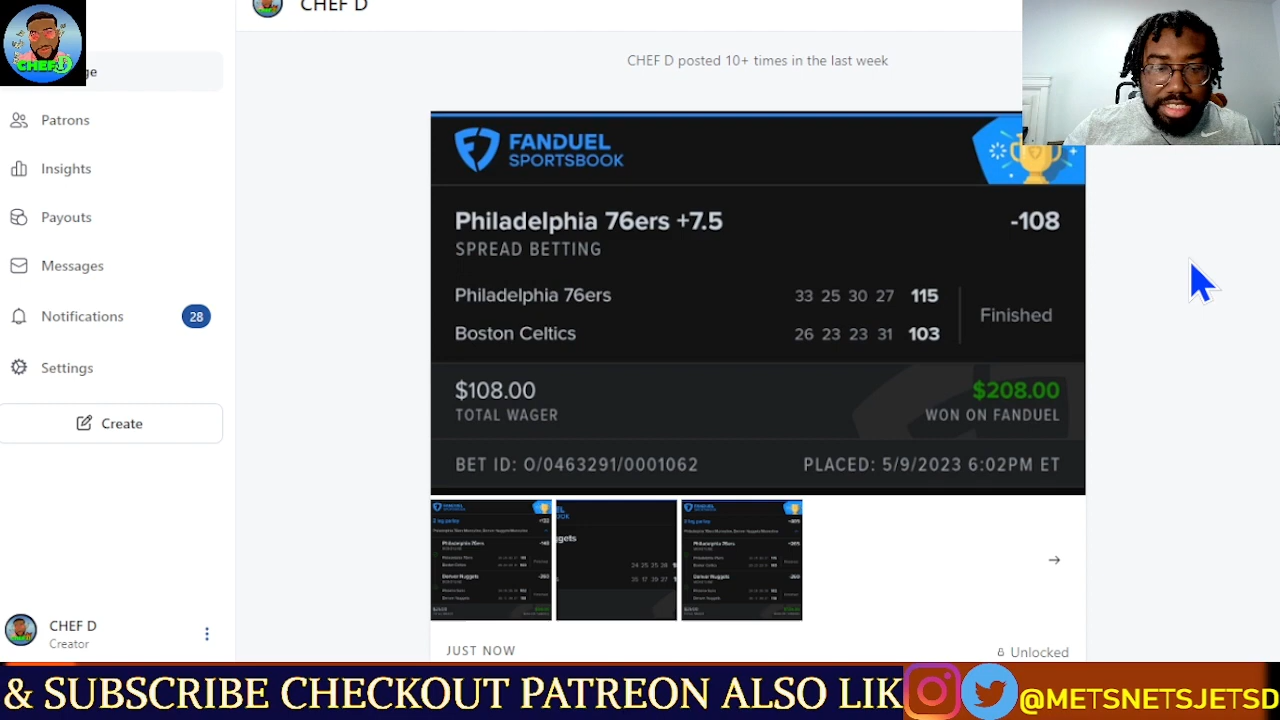 CHEF D
CHEF D
CHEF D posted 10+ times in the last week
Patrons
Insights
Payouts
Messages
Notifications 28
Settings
Create
FANDUEL
SPORTSBOOK
Philadelphia 76ers +7.5 -108
SPREAD BETTING
Philadelphia 76ers 33 25 30 27 115
Boston Celtics 26 23 23 31 103
Finished
$108.00 $208.00
TOTAL WAGER WON ON FANDUEL
BET ID: O/0463291/0001062 PLACED: 5/9/2023 6:02PM ET
JUST NOW Unlocked
CHEF D
Creator
& SUBSCRIBE CHECKOUT PATREON ALSO LIK
@METSNETSJETSD